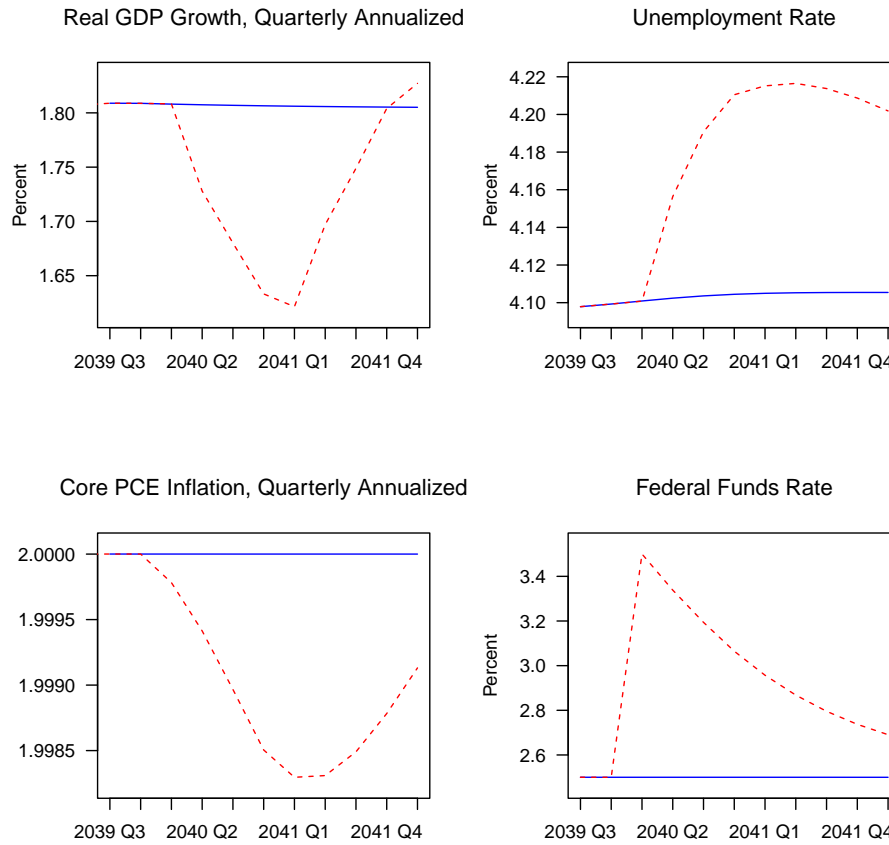 Real GDP Growth, Quarterly Annualized
Percent
1.80
1.75
1.70
1.65
2039 Q3 2040 Q2 2041 Q1 2041 Q4
Unemployment Rate
Percent
4.22
4.20
4.18
4.16
4.14
4.12
4.10
2039 Q3 2040 Q2 2041 Q1 2041 Q4
Core PCE Inflation, Quarterly Annualized
2.0000
1.9995
1.9990
1.9985
2039 Q3 2040 Q2 2041 Q1 2041 Q4
Federal Funds Rate
Percent
3.4
3.2
3.0
2.8
2.6
2039 Q3 2040 Q2 2041 Q1 2041 Q4